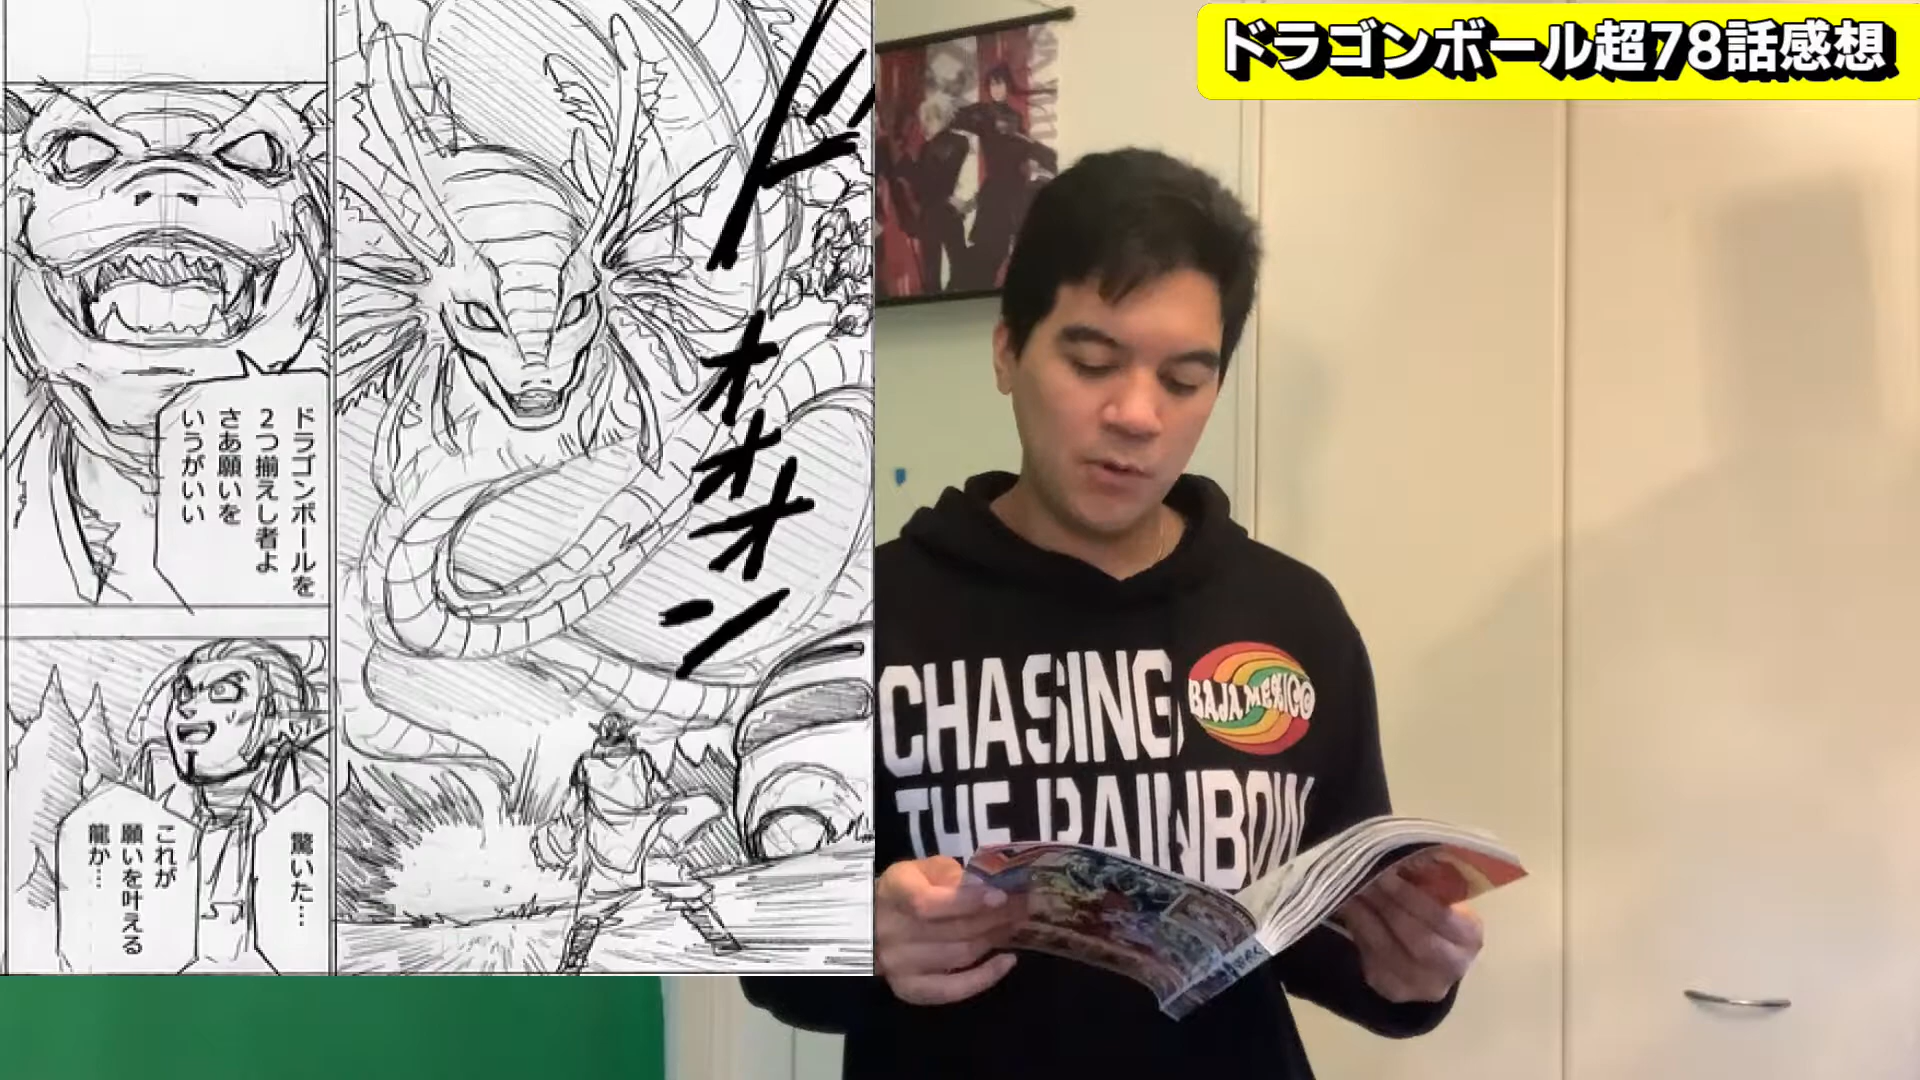 ドラゴンボール超78話感想
ドォオオオン
ドラゴンボールを
2つ揃えし者よ
さあ願いを
いうがいい
驚いた…
これが
願いを叶える
龍か…
CHASING
BAJA MEXICO
THE RAINBOW